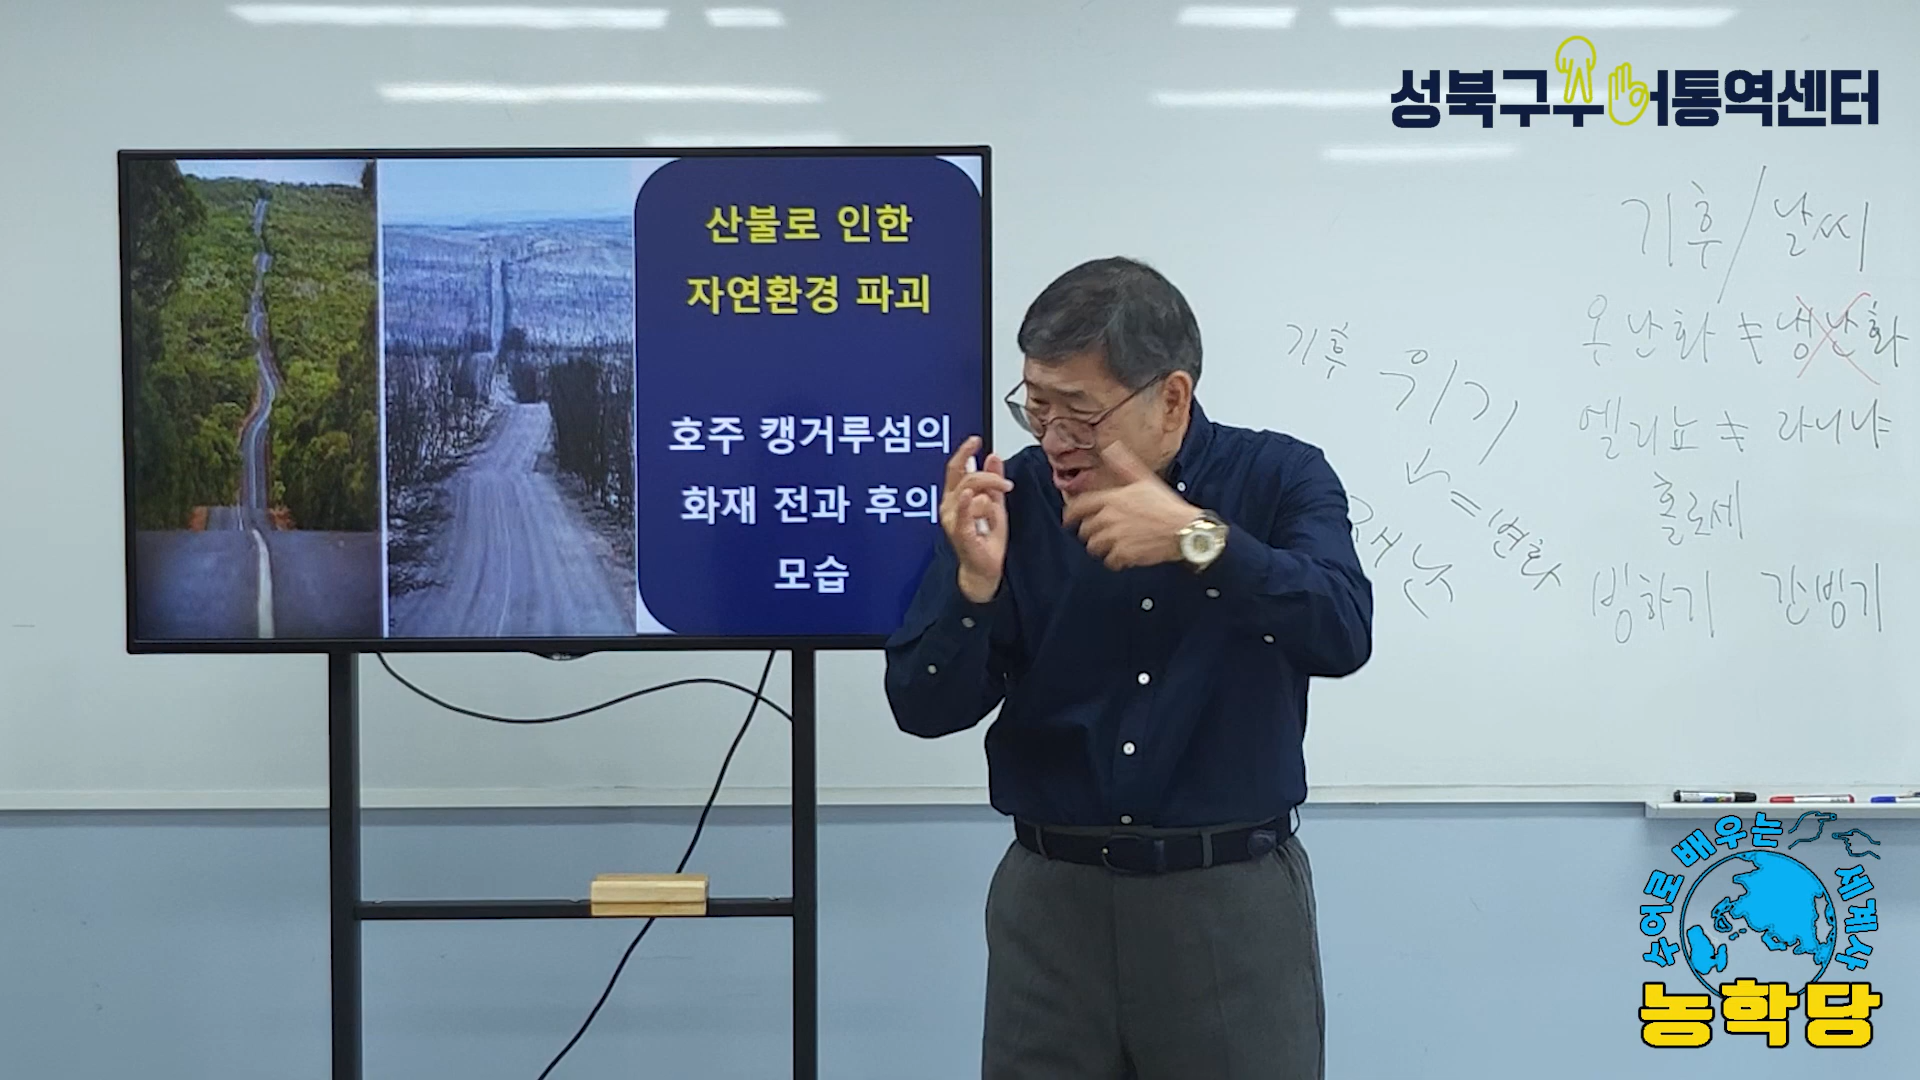 성북구수어통역센터
산불로 인한
자연환경 파괴
호주 캥거루섬의
화재 전과 후의
모습
기후/날씨
온난화 ≠ 냉난화
엘리뇨 ≠ 라니냐
홀로세
빙하기 간빙기
기후 위기
= 변화
수어로 배우는 세계사
농학당